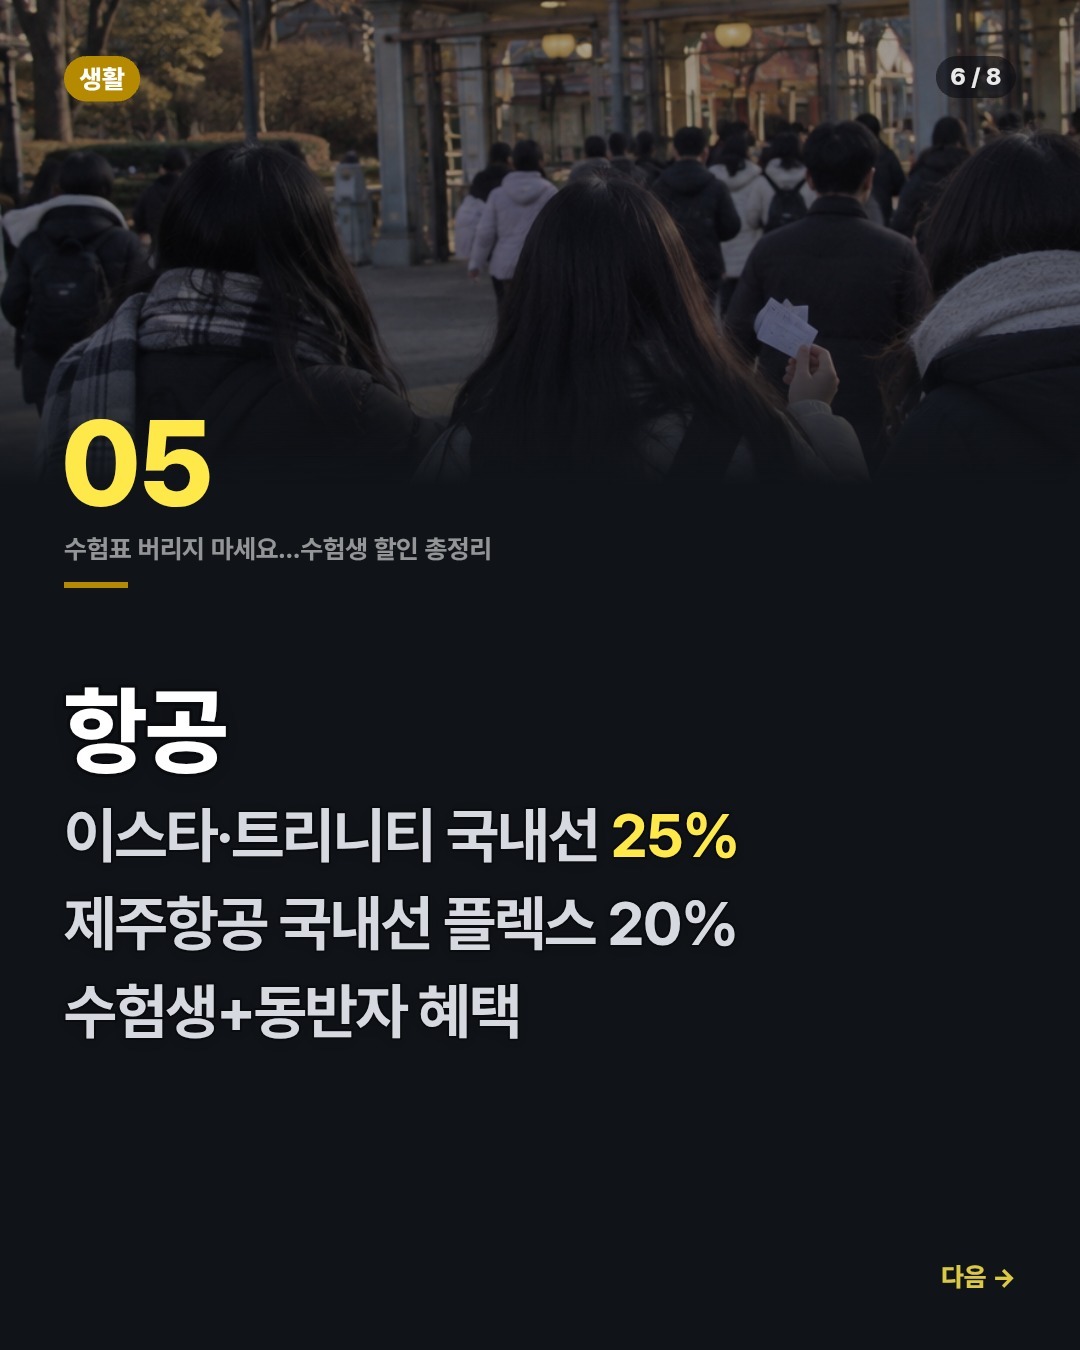 생활
6 / 8
05
수험표 버리지 마세요...수험생 할인 총정리
항공
이스타·트리니티 국내선 25%
제주항공 국내선 플렉스 20%
수험생+동반자 혜택
다음 →